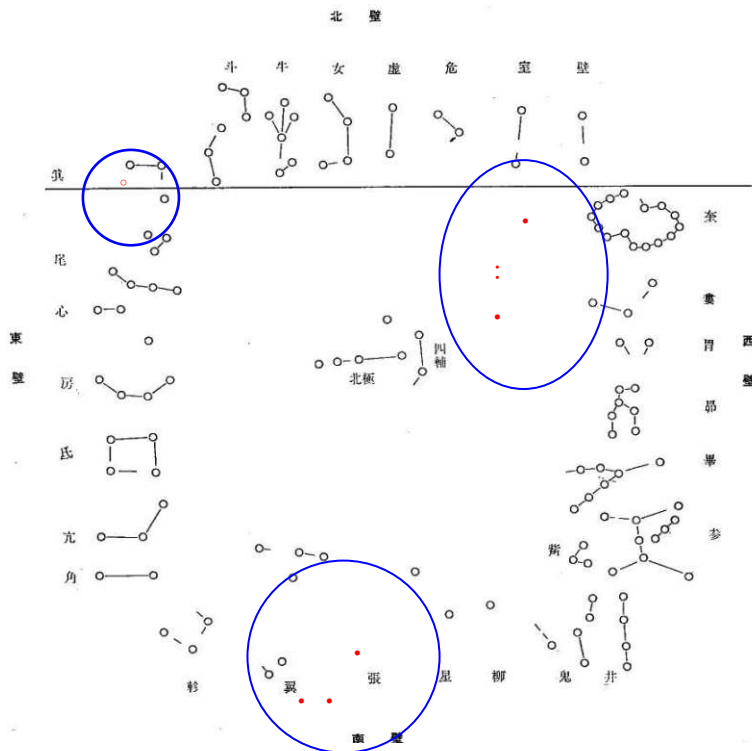 北 壁
斗 牛 女 虚 危 室 壁
箕
奎
尾
婁
心
東 壁
胃
西 壁
四輔
北極
房
昴
氐
畢
亢
参
觜
角
軫 翼 張 星 柳 鬼 井
南 壁